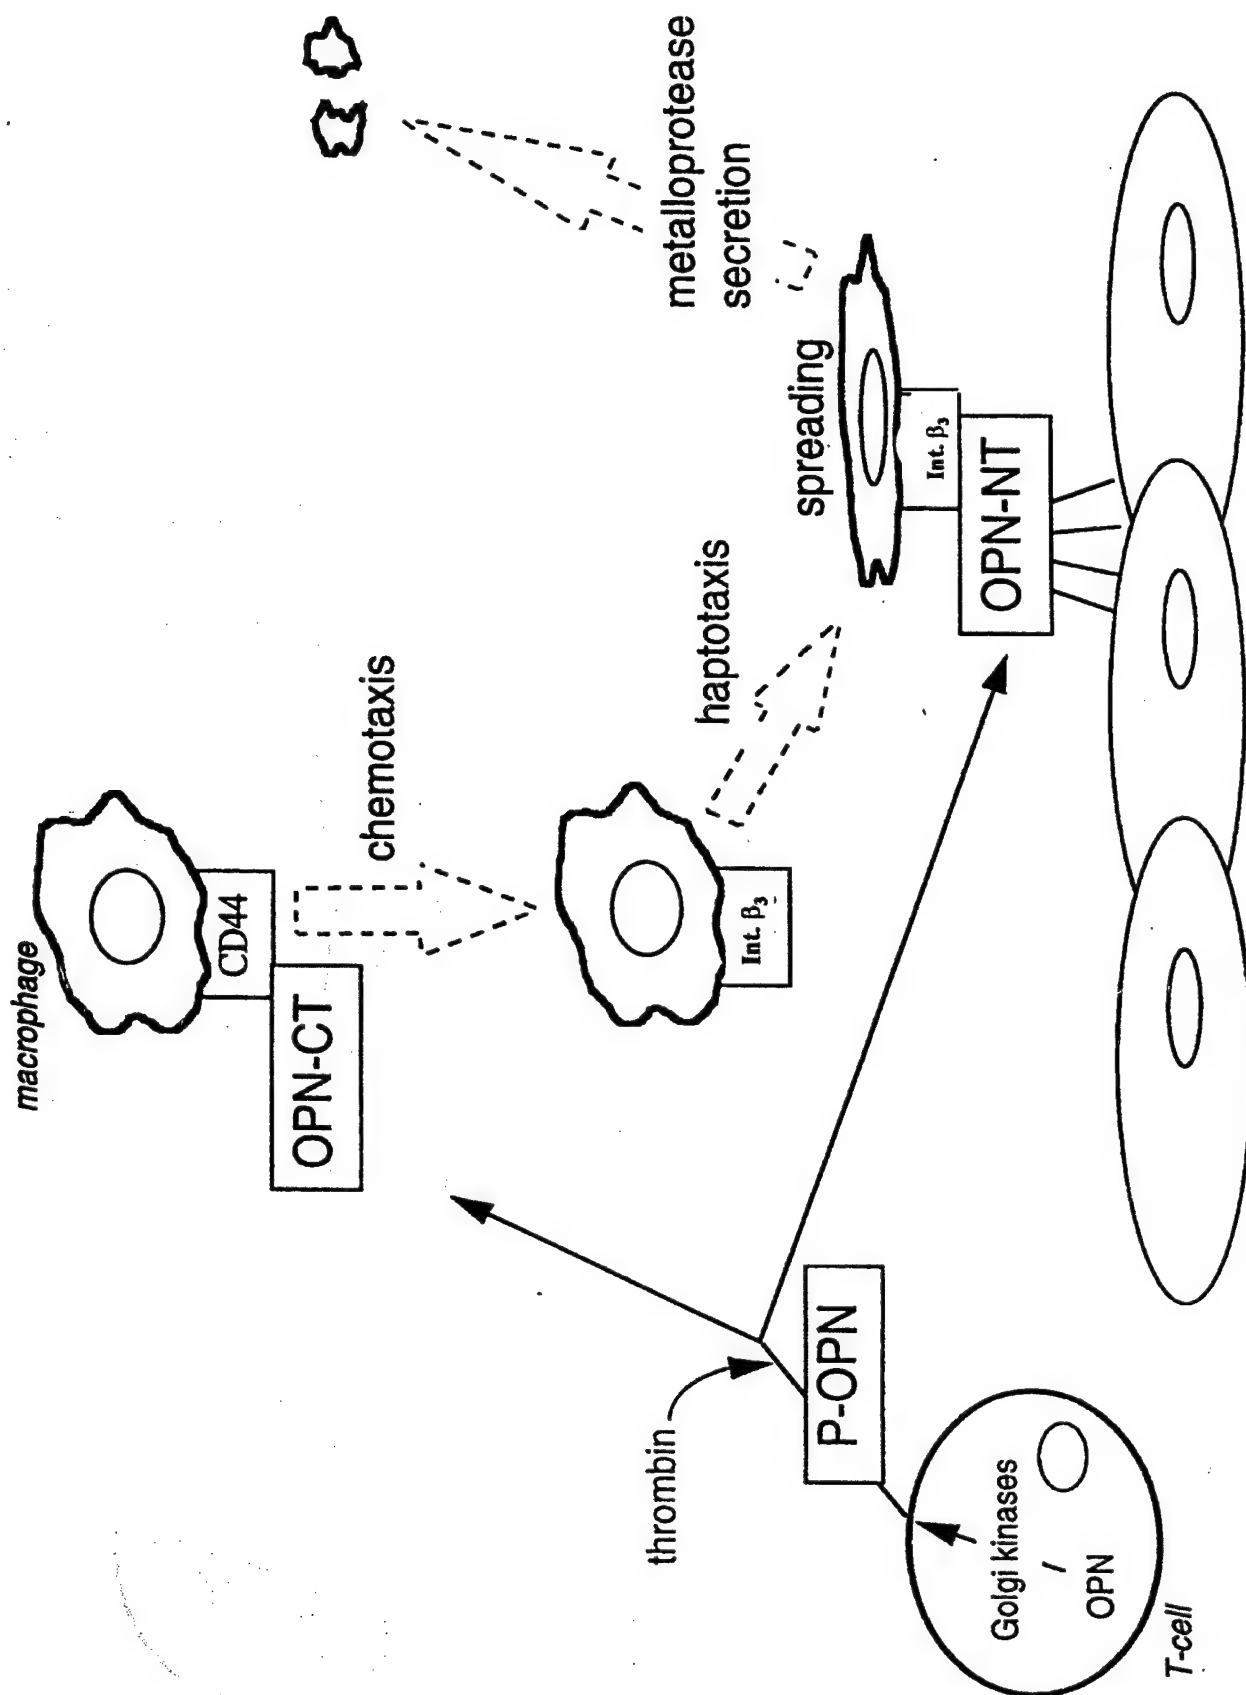 macrophage
CD44
OPN-CT
chemotaxis
Int. β₃
haptotaxis
spreading
metalloprotease
secretion
Int. β₃
OPN-NT
thrombin
P-OPN
Golgi kinases
/
OPN
T-cell